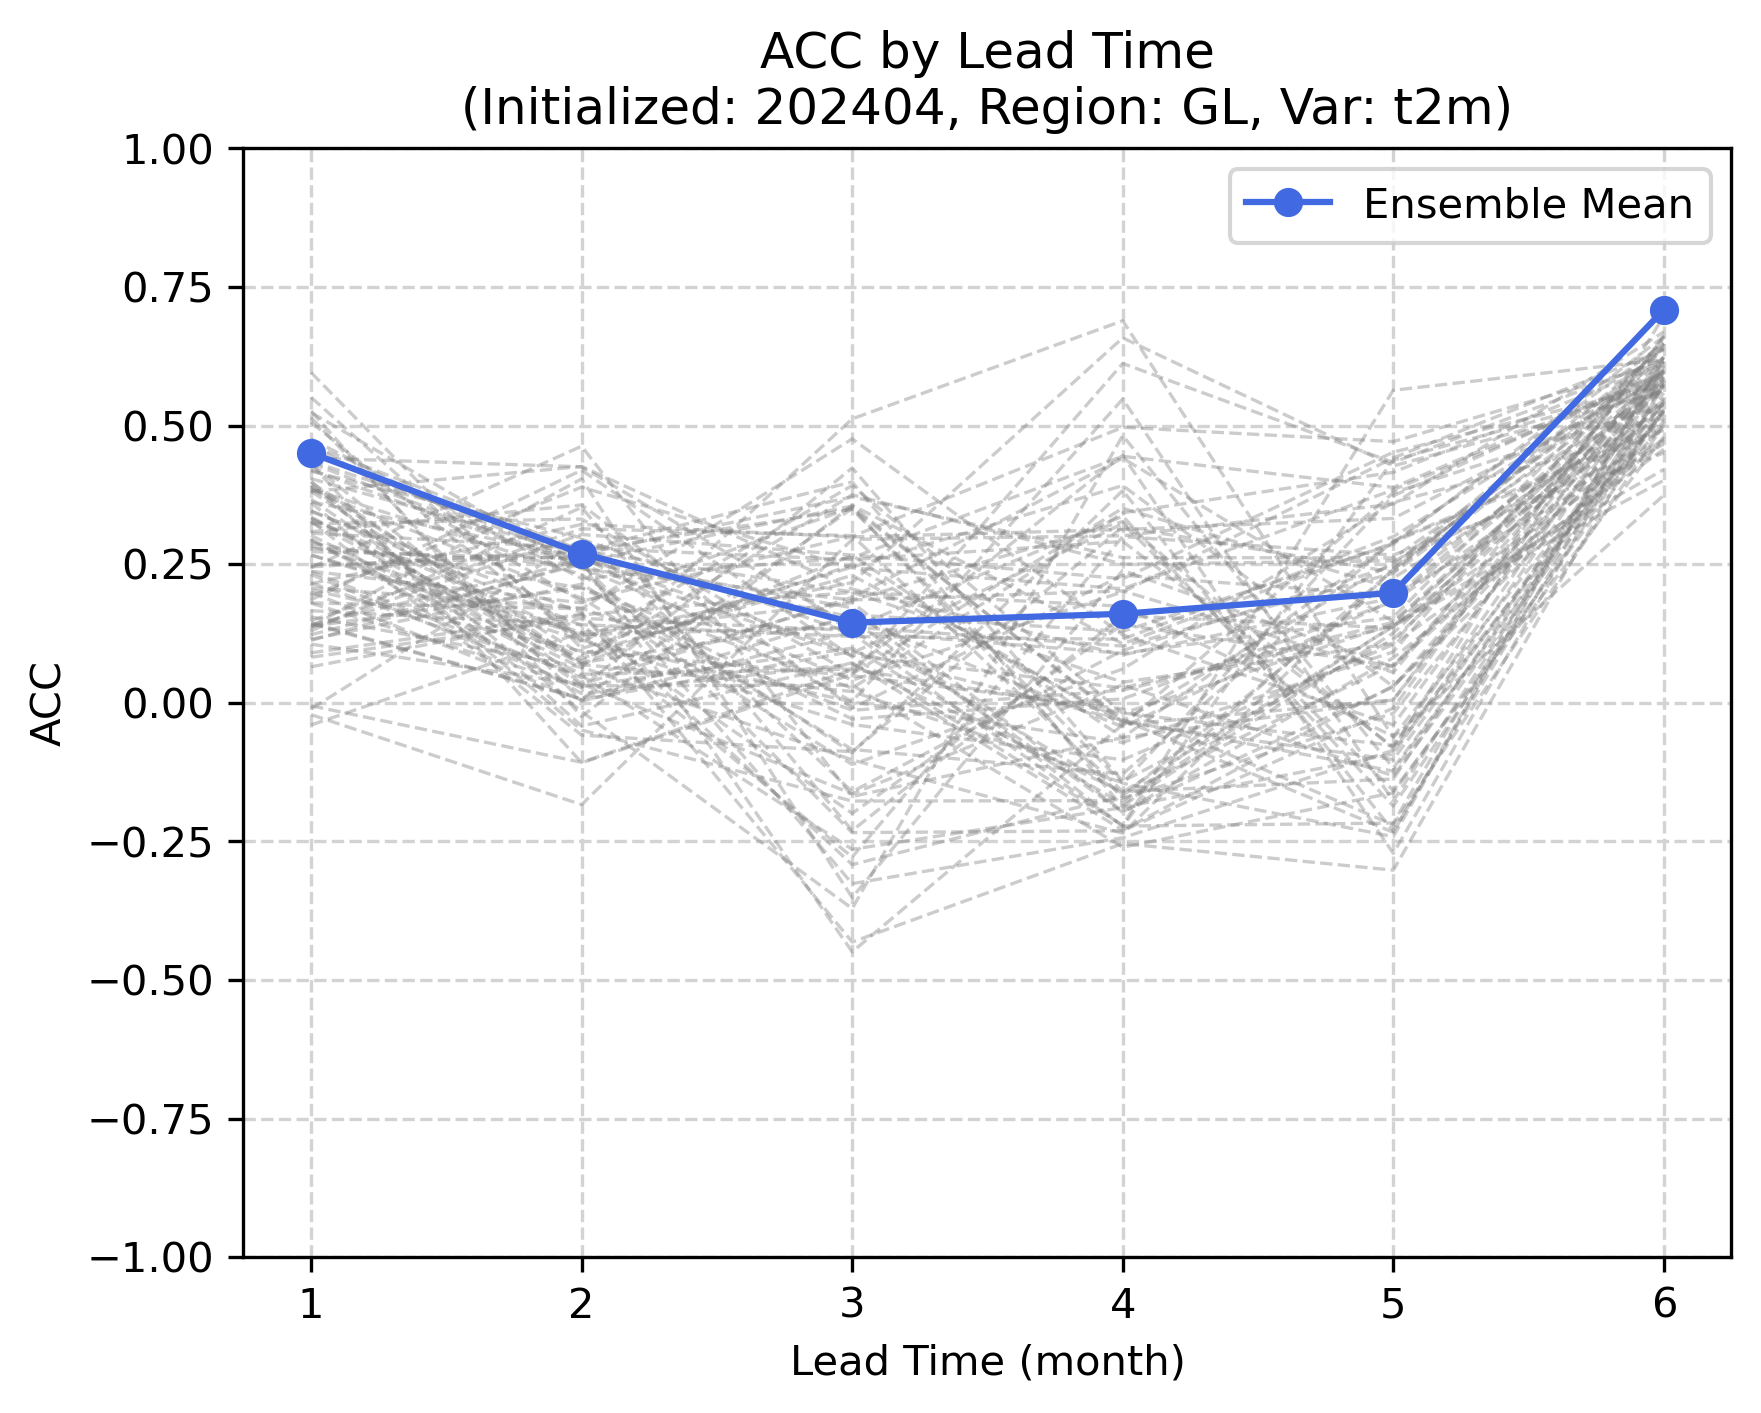 ACC by Lead Time
(Initialized: 202404, Region: GL, Var: t2m)
Ensemble Mean
ACC
1.00
0.75
0.50
0.25
0.00
−0.25
−0.50
−0.75
−1.00
1 2 3 4 5 6
Lead Time (month)